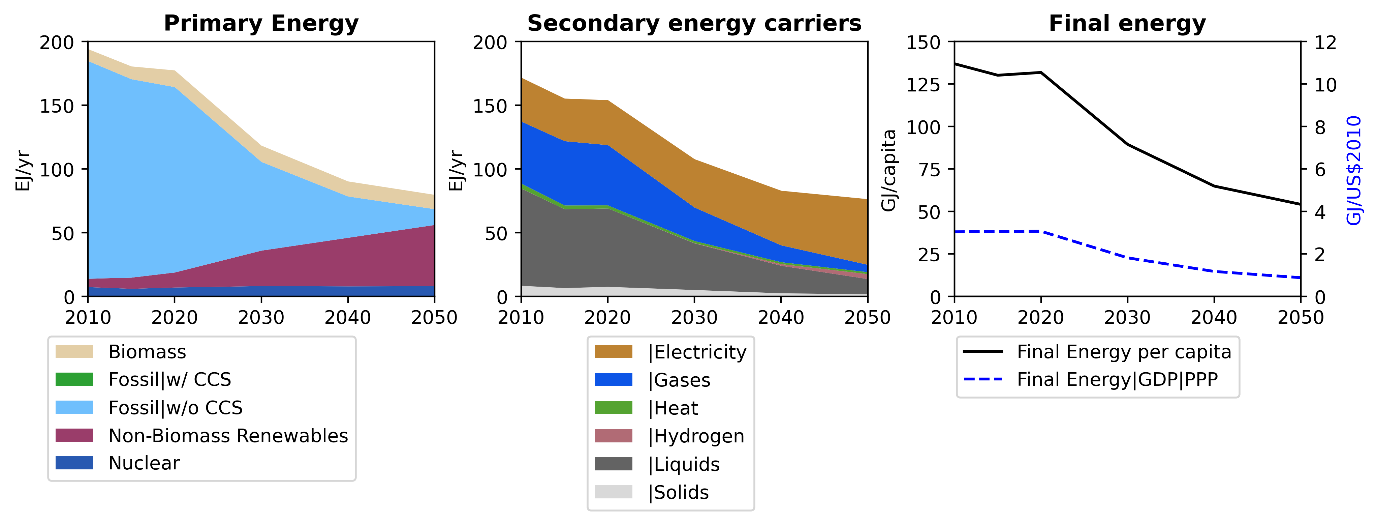 Primary Energy
200
150
100
50
0
EJ/yr
2010 2020 2030 2040 2050
Biomass
Fossil|w/ CCS
Fossil|w/o CCS
Non-Biomass Renewables
Nuclear
Secondary energy carriers
200
150
100
50
0
EJ/yr
2010 2020 2030 2040 2050
|Electricity
|Gases
|Heat
|Hydrogen
|Liquids
|Solids
Final energy
150
125
100
75
50
25
0
GJ/capita
12
10
8
6
4
2
0
GJ/US$2010
2010 2020 2030 2040 2050
Final Energy per capita
Final Energy|GDP|PPP